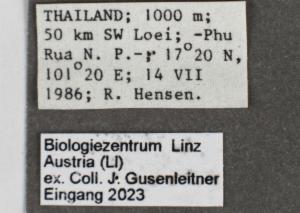 THAILAND; 1000 m;
50 km SW Loei; -Phu
Rua N. P.-; 17°20 N,
101°20 E; 14 VII
1986; R. Hensen.
Biologiezentrum Linz
Austria (LI)
ex. Coll. J. Gusenleitner
Eingang 2023